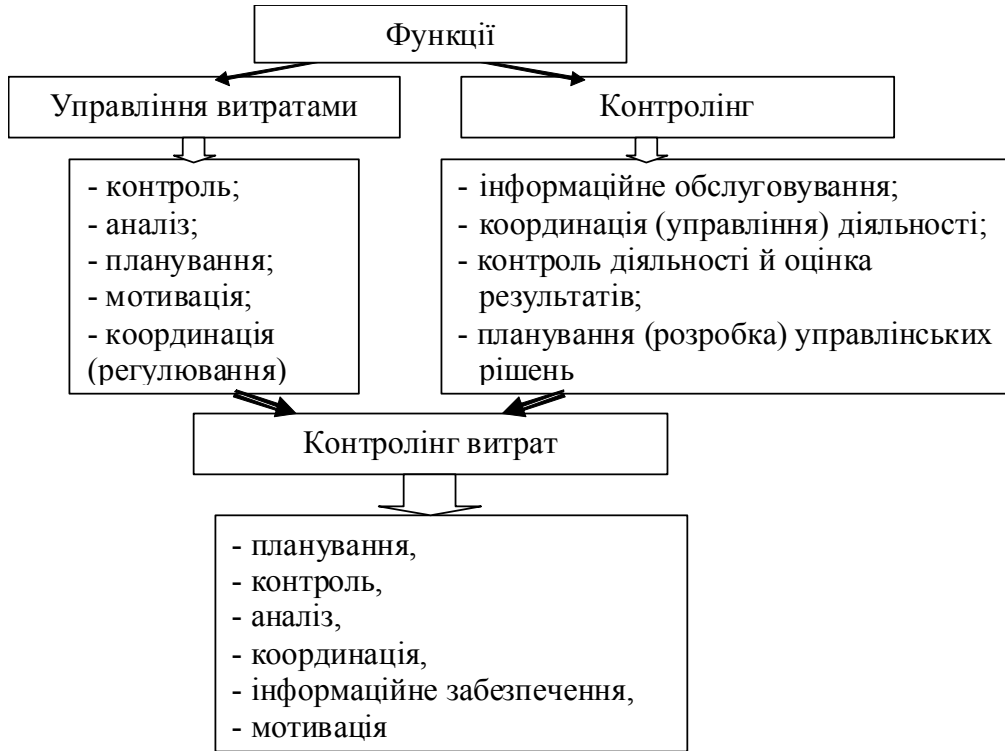 Функції
Управління витратами
Контролінг
- контроль;
- аналіз;
- планування;
- мотивація;
- координація
(регулювання)
- інформаційне обслуговування;
- координація (управління) діяльності;
- контроль діяльності й оцінка
результатів;
- планування (розробка) управлінських
рішень
Контролінг витрат
- планування,
- контроль,
- аналіз,
- координація,
- інформаційне забезпечення,
- мотивація